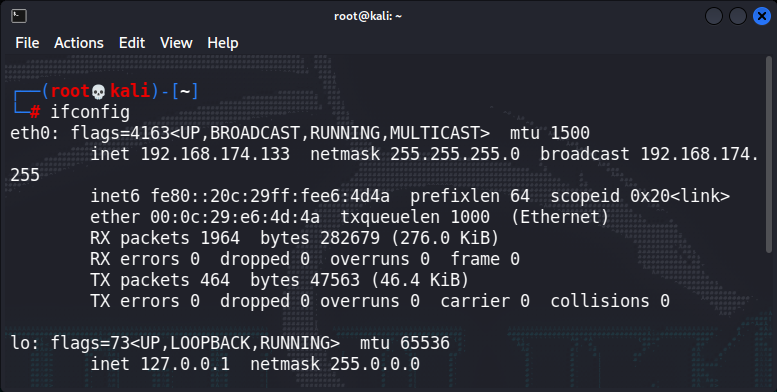 root@kali: ~
File Actions Edit View Help
┌──(root💀kali)-[~]
└─# ifconfig
eth0: flags=4163<UP,BROADCAST,RUNNING,MULTICAST>  mtu 1500
        inet 192.168.174.133  netmask 255.255.255.0  broadcast 192.168.174.
255
        inet6 fe80::20c:29ff:fee6:4d4a  prefixlen 64  scopeid 0x20<link>
        ether 00:0c:29:e6:4d:4a  txqueuelen 1000  (Ethernet)
        RX packets 1964  bytes 282679 (276.0 KiB)
        RX errors 0  dropped 0  overruns 0  frame 0
        TX packets 464  bytes 47563 (46.4 KiB)
        TX errors 0  dropped 0 overruns 0  carrier 0  collisions 0

lo: flags=73<UP,LOOPBACK,RUNNING>  mtu 65536
        inet 127.0.0.1  netmask 255.0.0.0